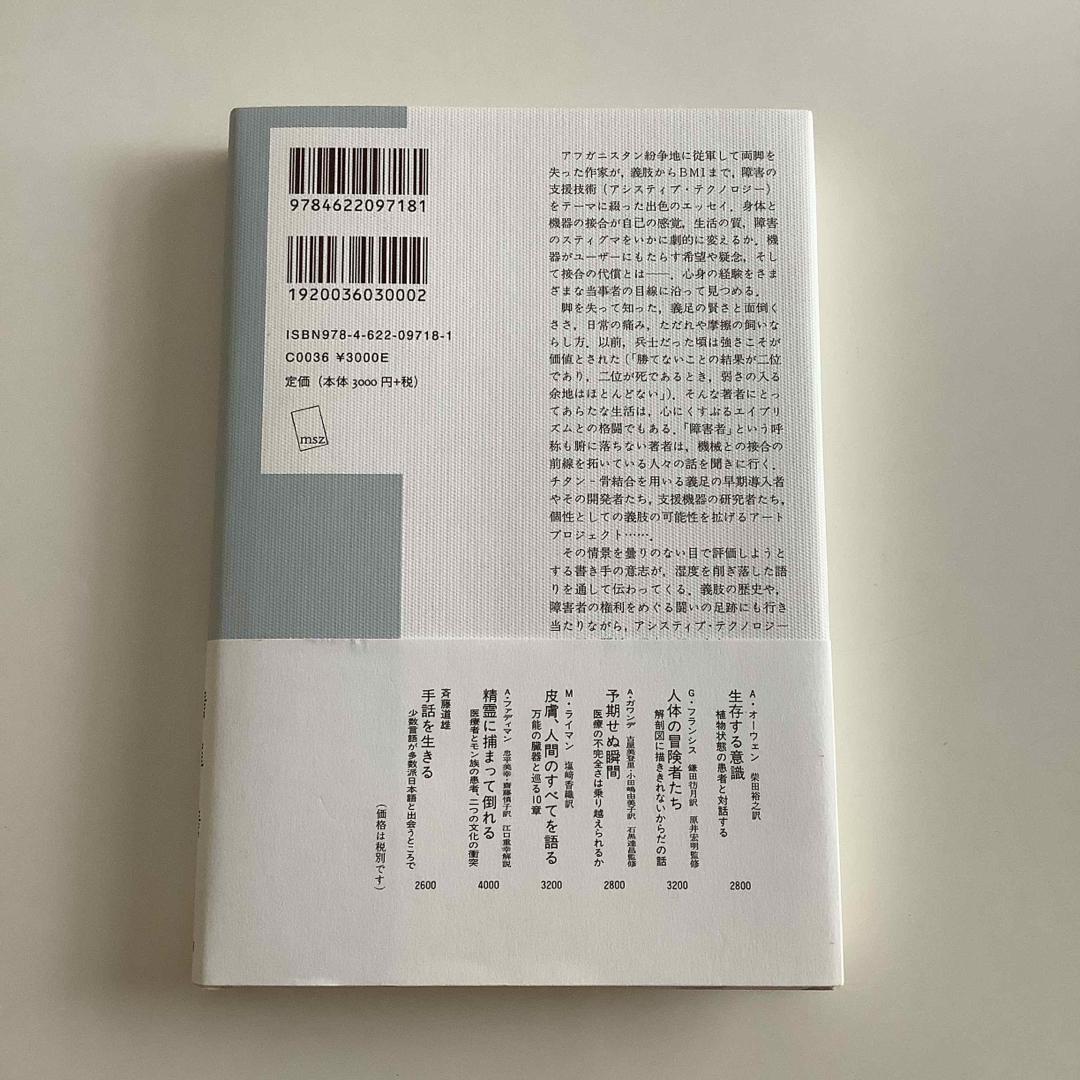 9784622097181
1920036030002
ISBN978-4-622-09718-1
C0036 ¥3000E
定価（本体 3000 円+税）
msz
アフガニスタン紛争地に従軍して両脚を
失った作家が，義肢からBMIまで，障害の
支援技術（アシスティブ・テクノロジー）
をテーマに綴った出色のエッセイ．身体と
機器の接合が自己の感覚，生活の質，障害
のスティグマをいかに劇的に変えるか．機
器がユーザーにもたらす希望や疑念，そし
て接合の代償とは――．心身の経験をさま
ざまな当事者の目線に沿って見つめる．
脚を失って知った，義足の賢さと面倒く
ささ，日常の痛み，ただれや摩擦の飼いな
らし方．以前，兵士だった頃は強さこそが
価値とされた（「勝てないことの結果が二位
であり，二位が死であるとき，弱さの入る
余地はほとんどない」）．そんな著者にとっ
てあらたな生活は，心にくすぶるエイブリ
ズムとの格闘でもある．「障害者」という呼
称も腑に落ちない著者は，機械との接合の
前線を拓いている人々の話を聞きに行く．
チタン‐骨結合を用いる義足の早期導入者
やその開発者たち，支援機器の研究者たち，
個性としての義肢の可能性を拡げるアート
プロジェクト……．
その情景を曇りのない目で評価しようと
する書き手の意志が，湿度を削ぎ落した語
りを通して伝わってくる．義肢の歴史や，
障害者の権利をめぐる闘いの足跡にも行き
当たりながら，アシスティブ・テクノロジー
A・オーウェン 柴田裕之訳
生存する意識
植物状態の患者と対話する
2800
G・フランシス 鎌田彷月訳 原井宏明監修
人体の冒険者たち
解剖図に描ききれないからだの話
3200
A・ガワンデ 古屋美登里・小田嶋由美子訳 石黒達昌監修
予期せぬ瞬間
医療の不完全さは乗り越えられるか
2800
M・ライマン 塩﨑香織訳
皮膚、人間のすべてを語る
万能の臓器と巡る10章
3200
A・ファディマン 忠平美幸・齋藤慎子訳 江口重幸解説
精霊に捕まって倒れる
医療者とモン族の患者、二つの文化の衝突
4000
斉藤道雄
手話を生きる
少数言語が多数派日本語と出会うところで
2600
（価格は税別です）